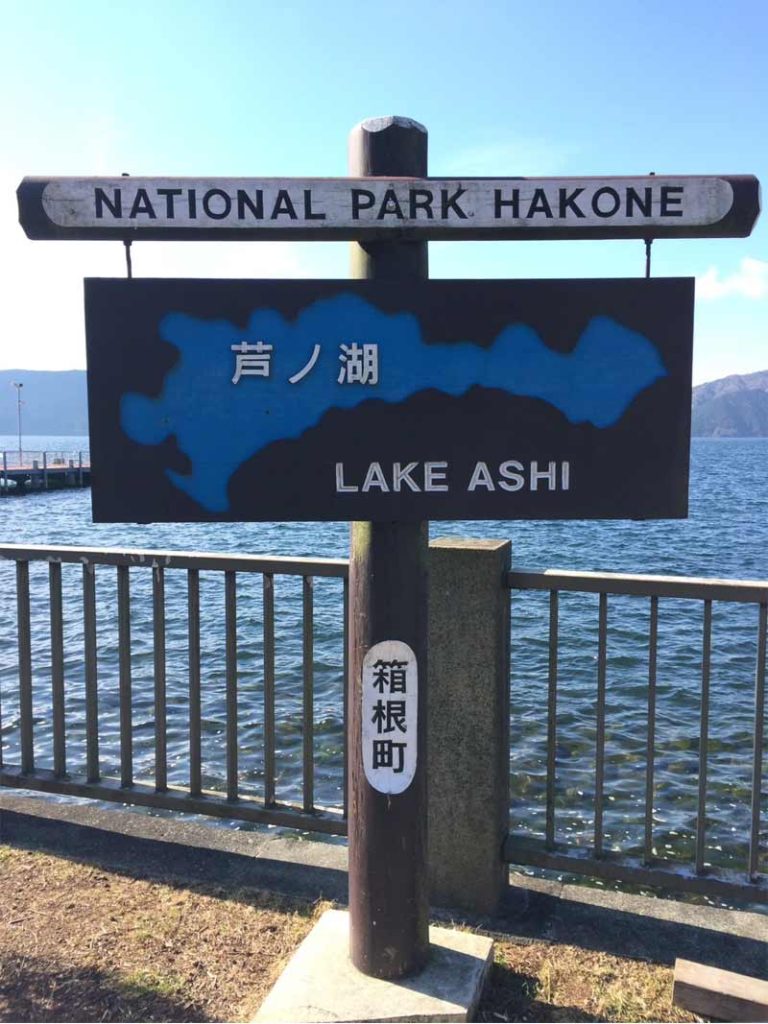 NATIONAL PARK HAKONE
芦ノ湖
LAKE ASHI
箱根町